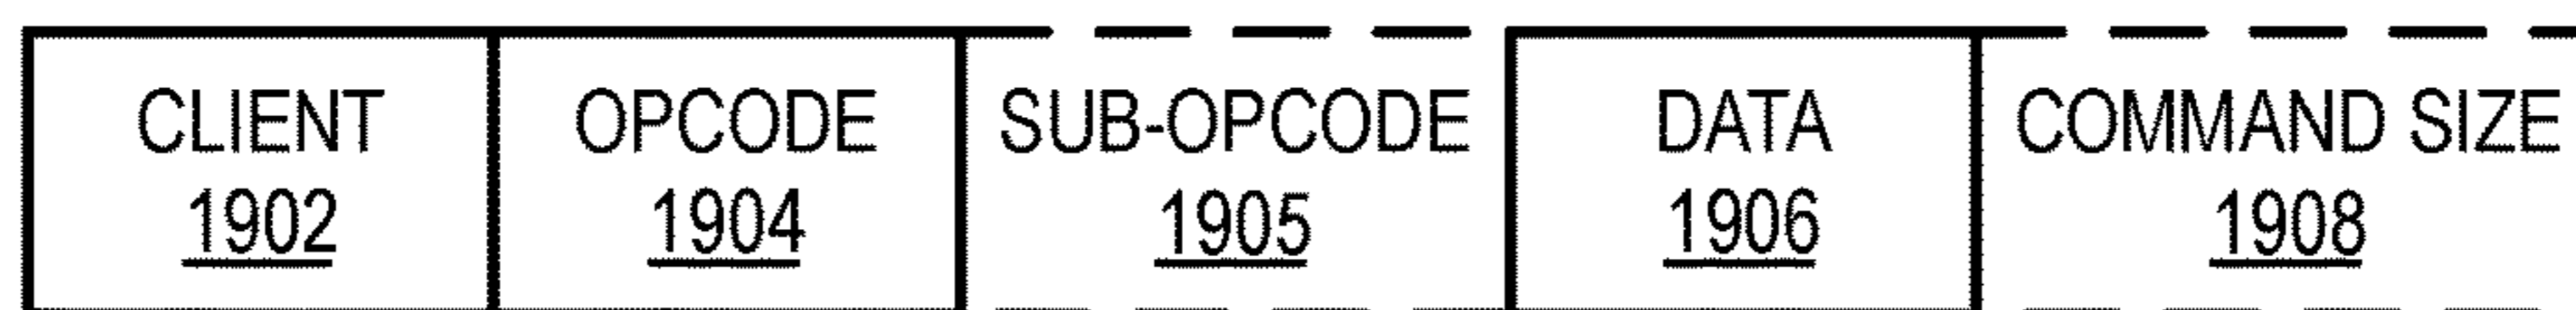 CLIENT OPCODE SUB-OPCODE DATA COMMAND SIZE
1902 1904 1905 1906 1908